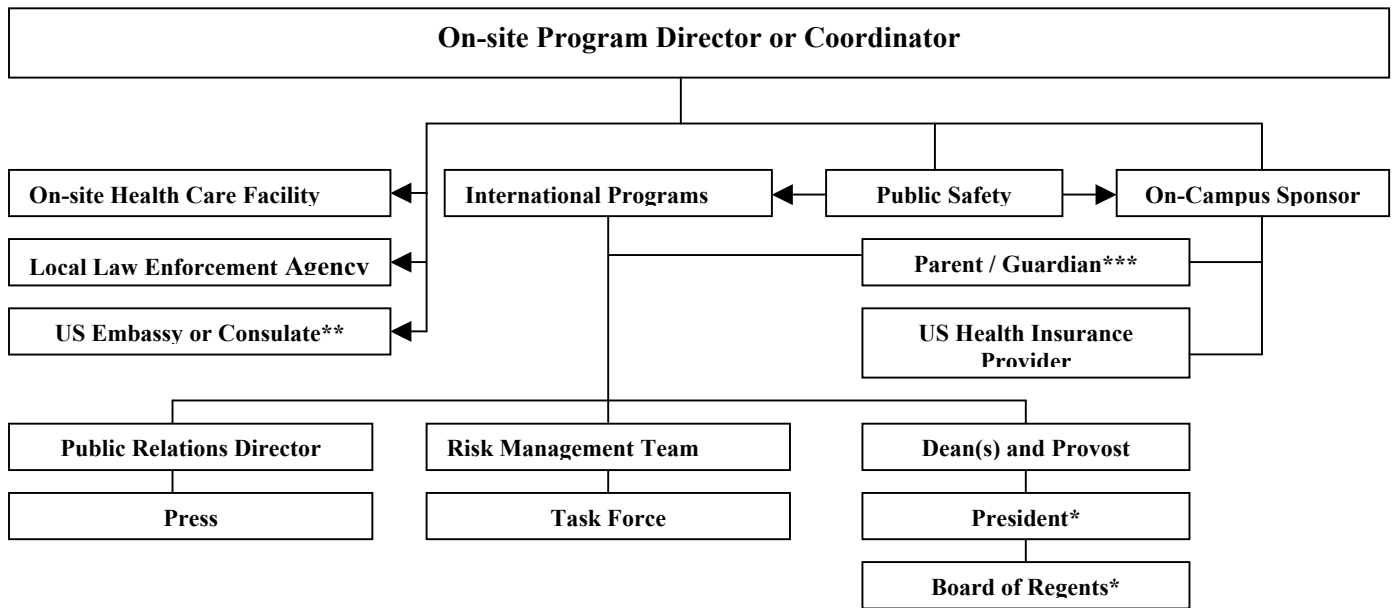 On-site Program Director or Coordinator
On-site Health Care Facility
International Programs
Public Safety
On-Campus Sponsor
Local Law Enforcement Agency
Parent / Guardian***
US Embassy or Consulate**
US Health Insurance
Provider
Public Relations Director
Risk Management Team
Dean(s) and Provost
Press
Task Force
President*
Board of Regents*